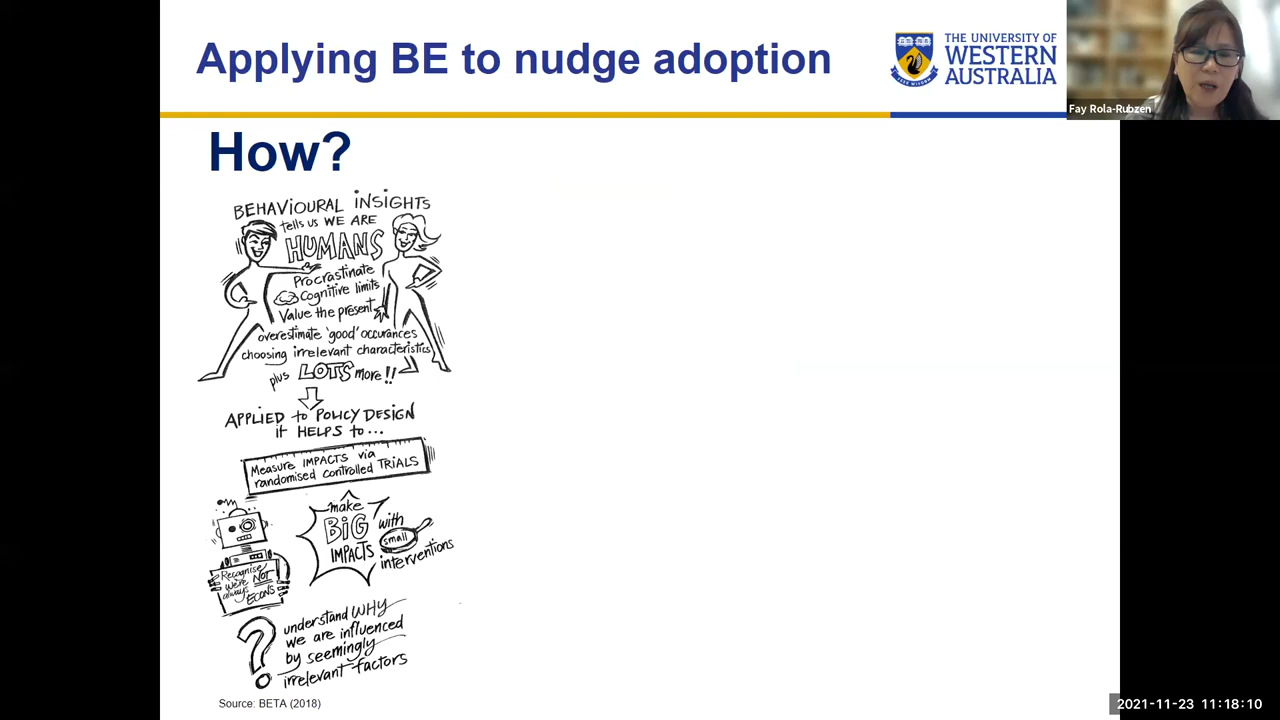 Applying BE to nudge adoption
THE UNIVERSITY OF
WESTERN
AUSTRALIA
Fay Rola-Rubzen
How?
BEHAVIOURAL INSIGHTS
tells us WE ARE
HUMANS
Procrastinate
Cognitive limits
Value the present
overestimate 'good' occurances
choosing irrelevant characteristics
plus LOTS more!!
APPLIED to POLICY DESIGN
it HELPS to...
Measure IMPACTS via
randomised controlled TRIALS
make
BIG
IMPACTS
with
small
interventions
Recognise
we're NOT
always
ECONS
?
understand WHY
we are influenced
by seemingly
irrelevant factors
Source: BETA (2018)
2021-11-23 11:18:10